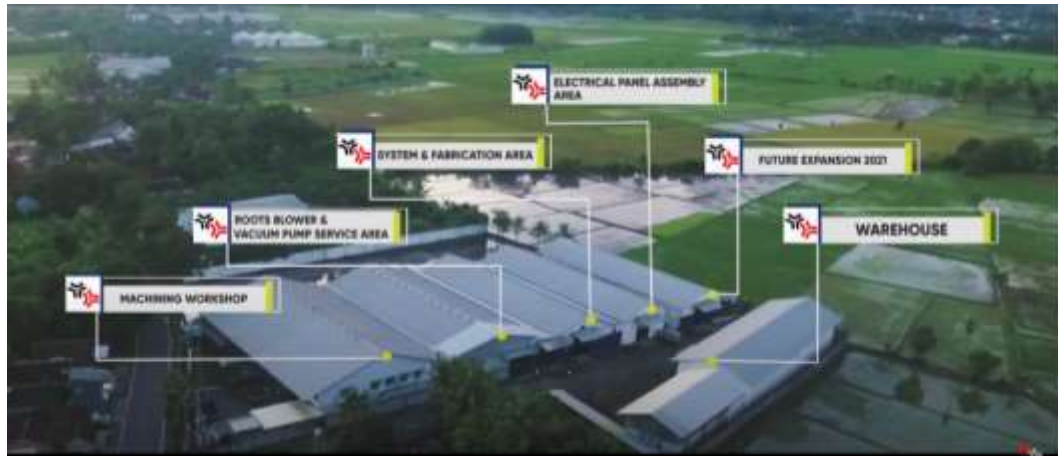 ELECTRICAL PANEL ASSEMBLY
AREA
SYSTEM & FABRICATION AREA
FUTURE EXPANSION 2021
ROOTS BLOWER &
VACUUM PUMP SERVICE AREA
WAREHOUSE
MACHINING WORKSHOP